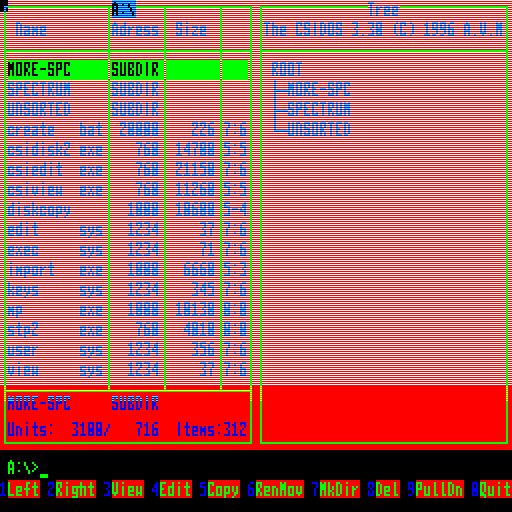 A:\ Tree
Name Adress Size The CSIDOS 3.30 (C) 1996 A.V.M
MORE-SPC SUBDIR ROOT
SPECTRUM SUBDIR MORE-SPC
UNSORTED SUBDIR SPECTRUM
create bat 20000 226 7:6 UNSORTED
csidisk2 exe 760 14700 5:5
csiedit exe 760 21150 7:6
csiview exe 760 11260 5:5
diskcopy 1000 10600 5-4
edit sys 1234 37 7:6
exec sys 1234 71 7:6
import exe 1000 6660 5:3
keys sys 1234 345 7:6
wp exe 1000 10130 8:8
stp2 exe 760 4010 8:8
user sys 1234 356 7:6
view sys 1234 37 7:6
MORE-SPC SUBDIR
Units: 3100/ 716 Items:312
A:\>_
1Left 2Right 3View 4Edit 5Copy 6RenMov 7MkDir 8Del 9PullDn 0Quit